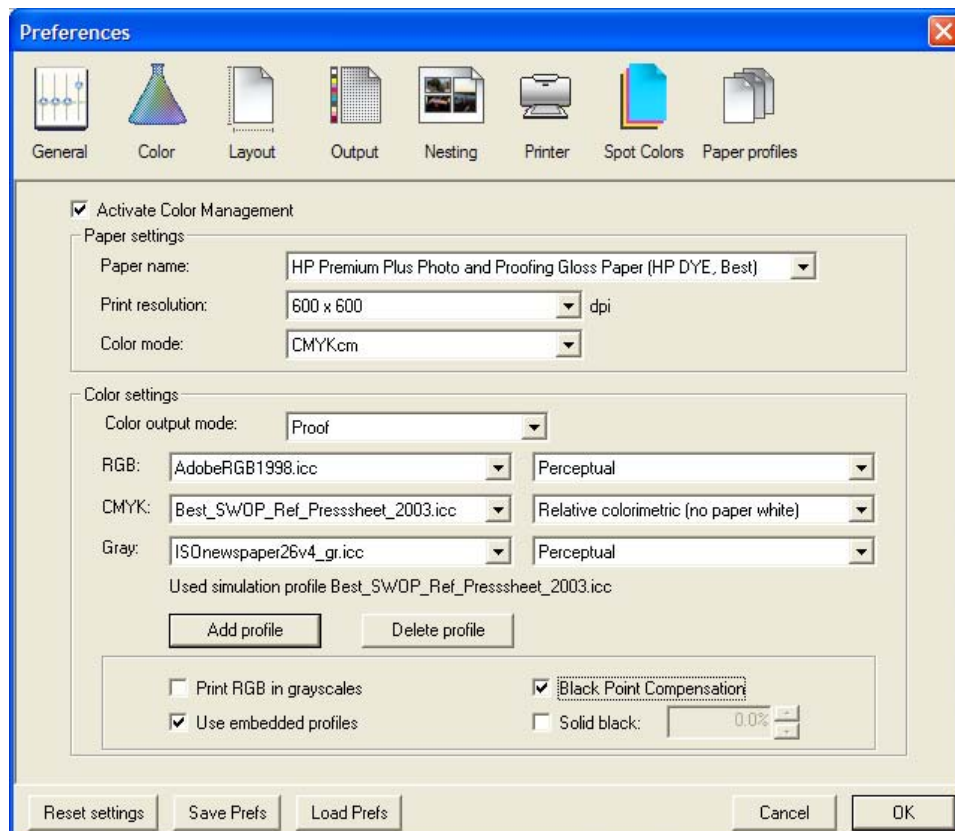 Preferences
General Color Layout Output Nesting Printer Spot Colors Paper profiles
Activate Color Management
Paper settings
Paper name: HP Premium Plus Photo and Proofing Gloss Paper (HP DYE, Best)
Print resolution: 600 x 600 dpi
Color mode: CMYKcm
Color settings
Color output mode: Proof
RGB: AdobeRGB1998.icc Perceptual
CMYK: Best_SWOP_Ref_Presssheet_2003.icc Relative colorimetric (no paper white)
Gray: ISOnewspaper26v4_gr.icc Perceptual
Used simulation profile Best_SWOP_Ref_Presssheet_2003.icc
Add profile Delete profile
Print RGB in grayscales Black Point Compensation
Use embedded profiles Solid black: 0.0%
Reset settings Save Prefs Load Prefs Cancel OK